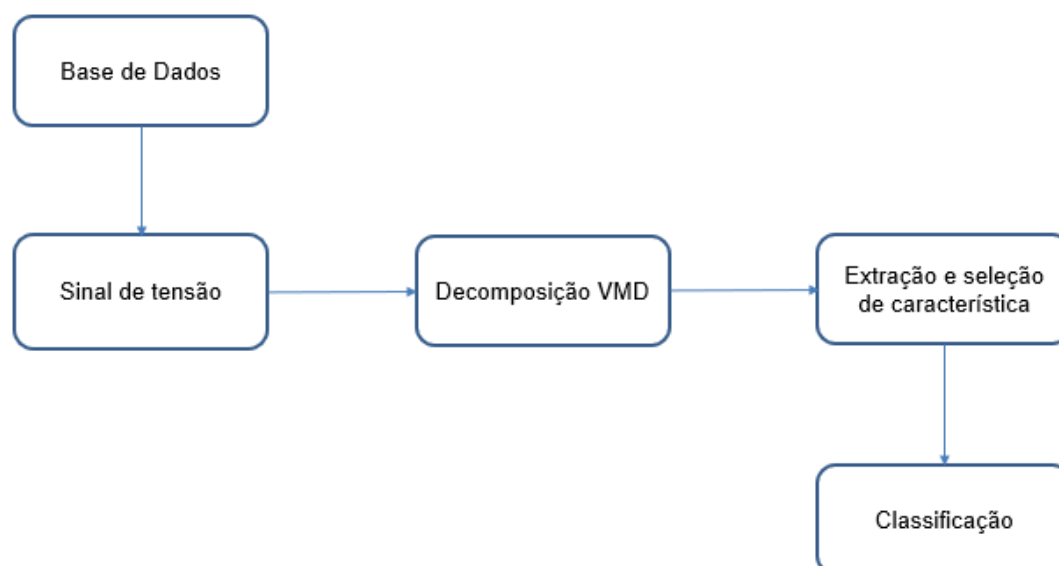 Base de Dados
Sinal de tensão
Decomposição VMD
Extração e seleção
de característica
Classificação